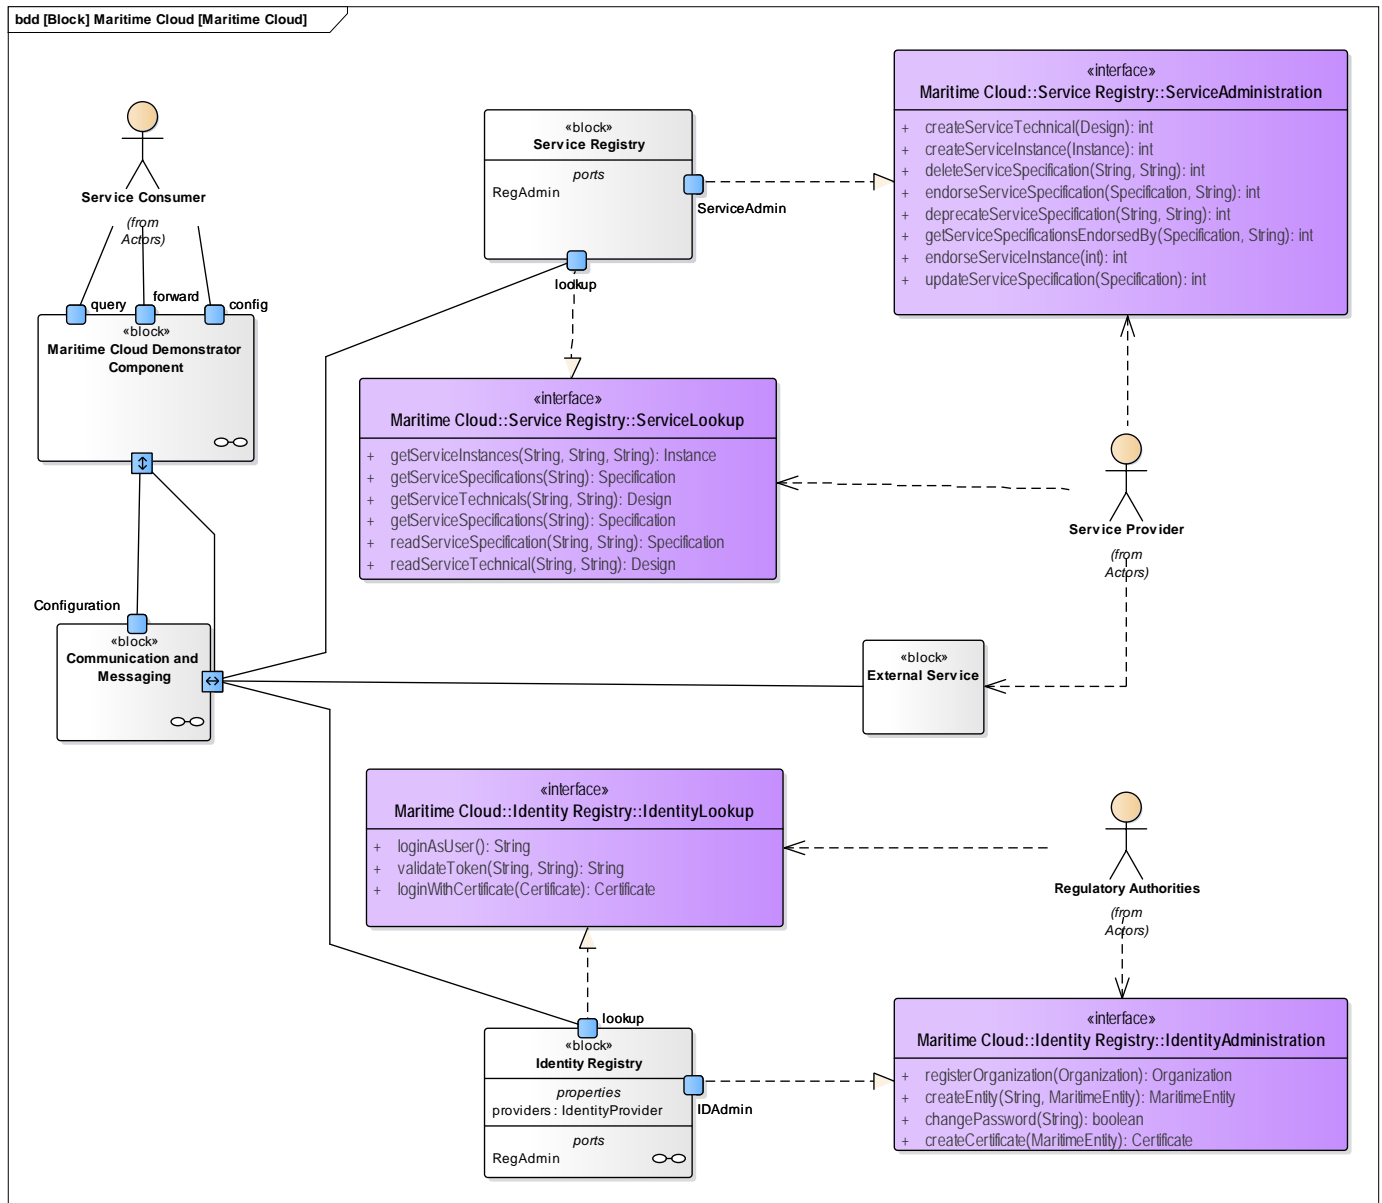 bdd [Block] Maritime Cloud [Maritime Cloud]
Service Consumer
(from
Actors)
query
forward
config
«block»
Maritime Cloud Demonstrator
Component
Configuration
«block»
Communication and
Messaging
«block»
Service Registry
ports
RegAdmin
ServiceAdmin
lookup
«interface»
Maritime Cloud::Service Registry::ServiceAdministration
+ createServiceTechnical(Design): int
+ createServiceInstance(Instance): int
+ deleteServiceSpecification(String, String): int
+ endorseServiceSpecification(Specification, String): int
+ deprecateServiceSpecification(String, String): int
+ getServiceSpecificationsEndorsedBy(Specification, String): int
+ endorseServiceInstance(int): int
+ updateServiceSpecification(Specification): int
«interface»
Maritime Cloud::Service Registry::ServiceLookup
+ getServiceInstances(String, String, String): Instance
+ getServiceSpecifications(String): Specification
+ getServiceTechnicals(String, String): Design
+ getServiceSpecifications(String): Specification
+ readServiceSpecification(String, String): Specification
+ readServiceTechnical(String, String): Design
Service Provider
(from
Actors)
«block»
External Service
«interface»
Maritime Cloud::Identity Registry::IdentityLookup
+ loginAsUser(): String
+ validateToken(String, String): String
+ loginWithCertificate(Certificate): Certificate
Regulatory Authorities
(from
Actors)
lookup
«block»
Identity Registry
properties
providers : IdentityProvider
ports
RegAdmin
IDAdmin
«interface»
Maritime Cloud::Identity Registry::IdentityAdministration
+ registerOrganization(Organization): Organization
+ createEntity(String, MaritimeEntity): MaritimeEntity
+ changePassword(String): boolean
+ createCertificate(MaritimeEntity): Certificate